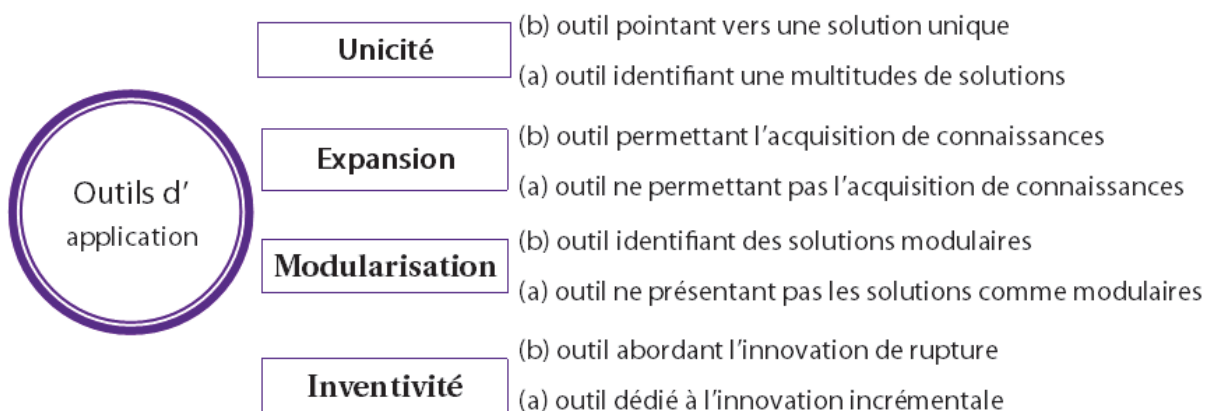 Outils d'
application
Unicité
(b) outil pointant vers une solution unique
(a) outil identifiant une multitudes de solutions
Expansion
(b) outil permettant l'acquisition de connaissances
(a) outil ne permettant pas l'acquisition de connaissances
Modularisation
(b) outil identifiant des solutions modulaires
(a) outil ne présentant pas les solutions comme modulaires
Inventivité
(b) outil abordant l'innovation de rupture
(a) outil dédié à l'innovation incrémentale